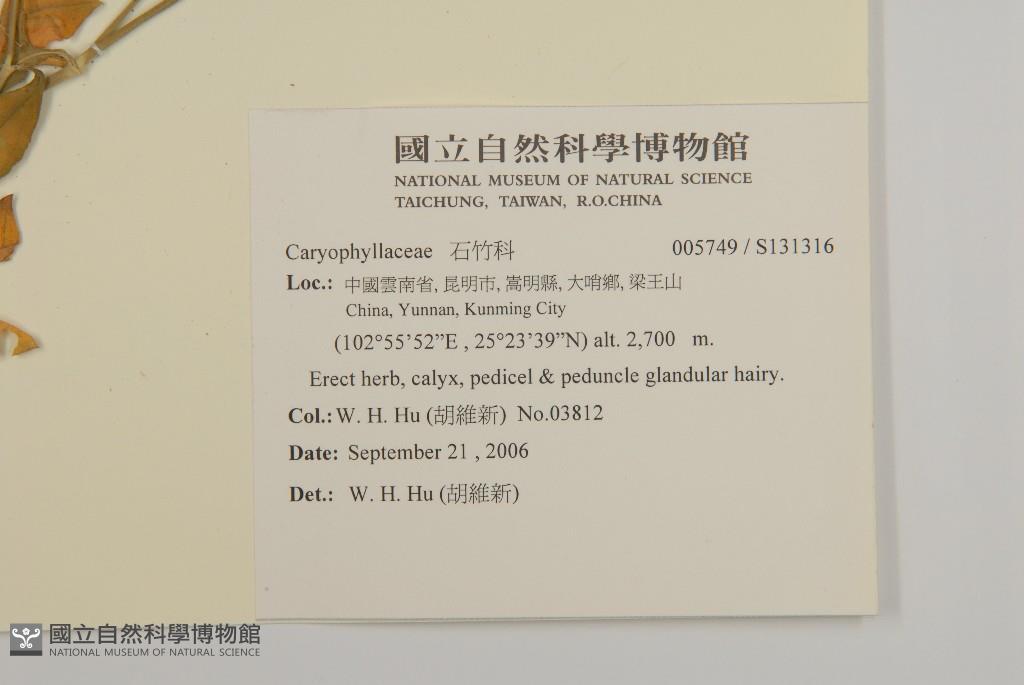 國立自然科學博物館
NATIONAL MUSEUM OF NATURAL SCIENCE
TAICHUNG, TAIWAN, R.O.CHINA
Caryophyllaceae 石竹科 005749 / S131316
Loc.: 中國雲南省, 昆明市, 嵩明縣, 大哨鄉, 梁王山
China, Yunnan, Kunming City
(102°55’52”E , 25°23’39”N) alt. 2,700 m.
Erect herb, calyx, pedicel & peduncle glandular hairy.
Col.: W. H. Hu (胡維新) No.03812
Date: September 21 , 2006
Det.: W. H. Hu (胡維新)
國立自然科學博物館
NATIONAL MUSEUM OF NATURAL SCIENCE